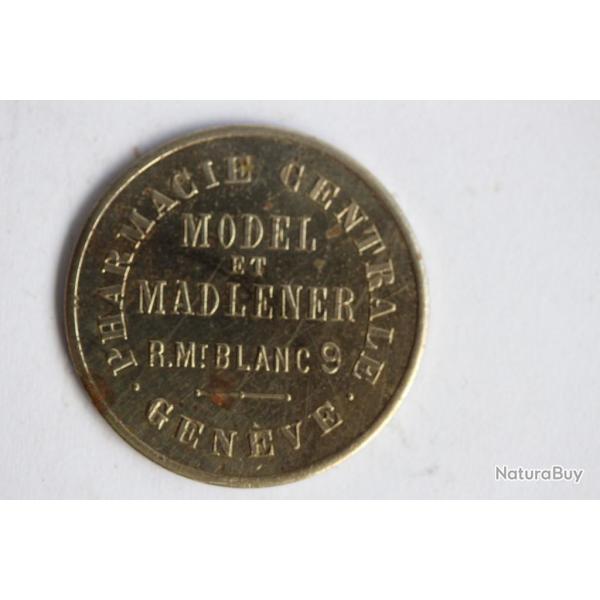 PHARMACIE CENTRALE
MODEL
ET
MADLENER
R. MT BLANC 9
· GENÈVE ·
NaturaBuy